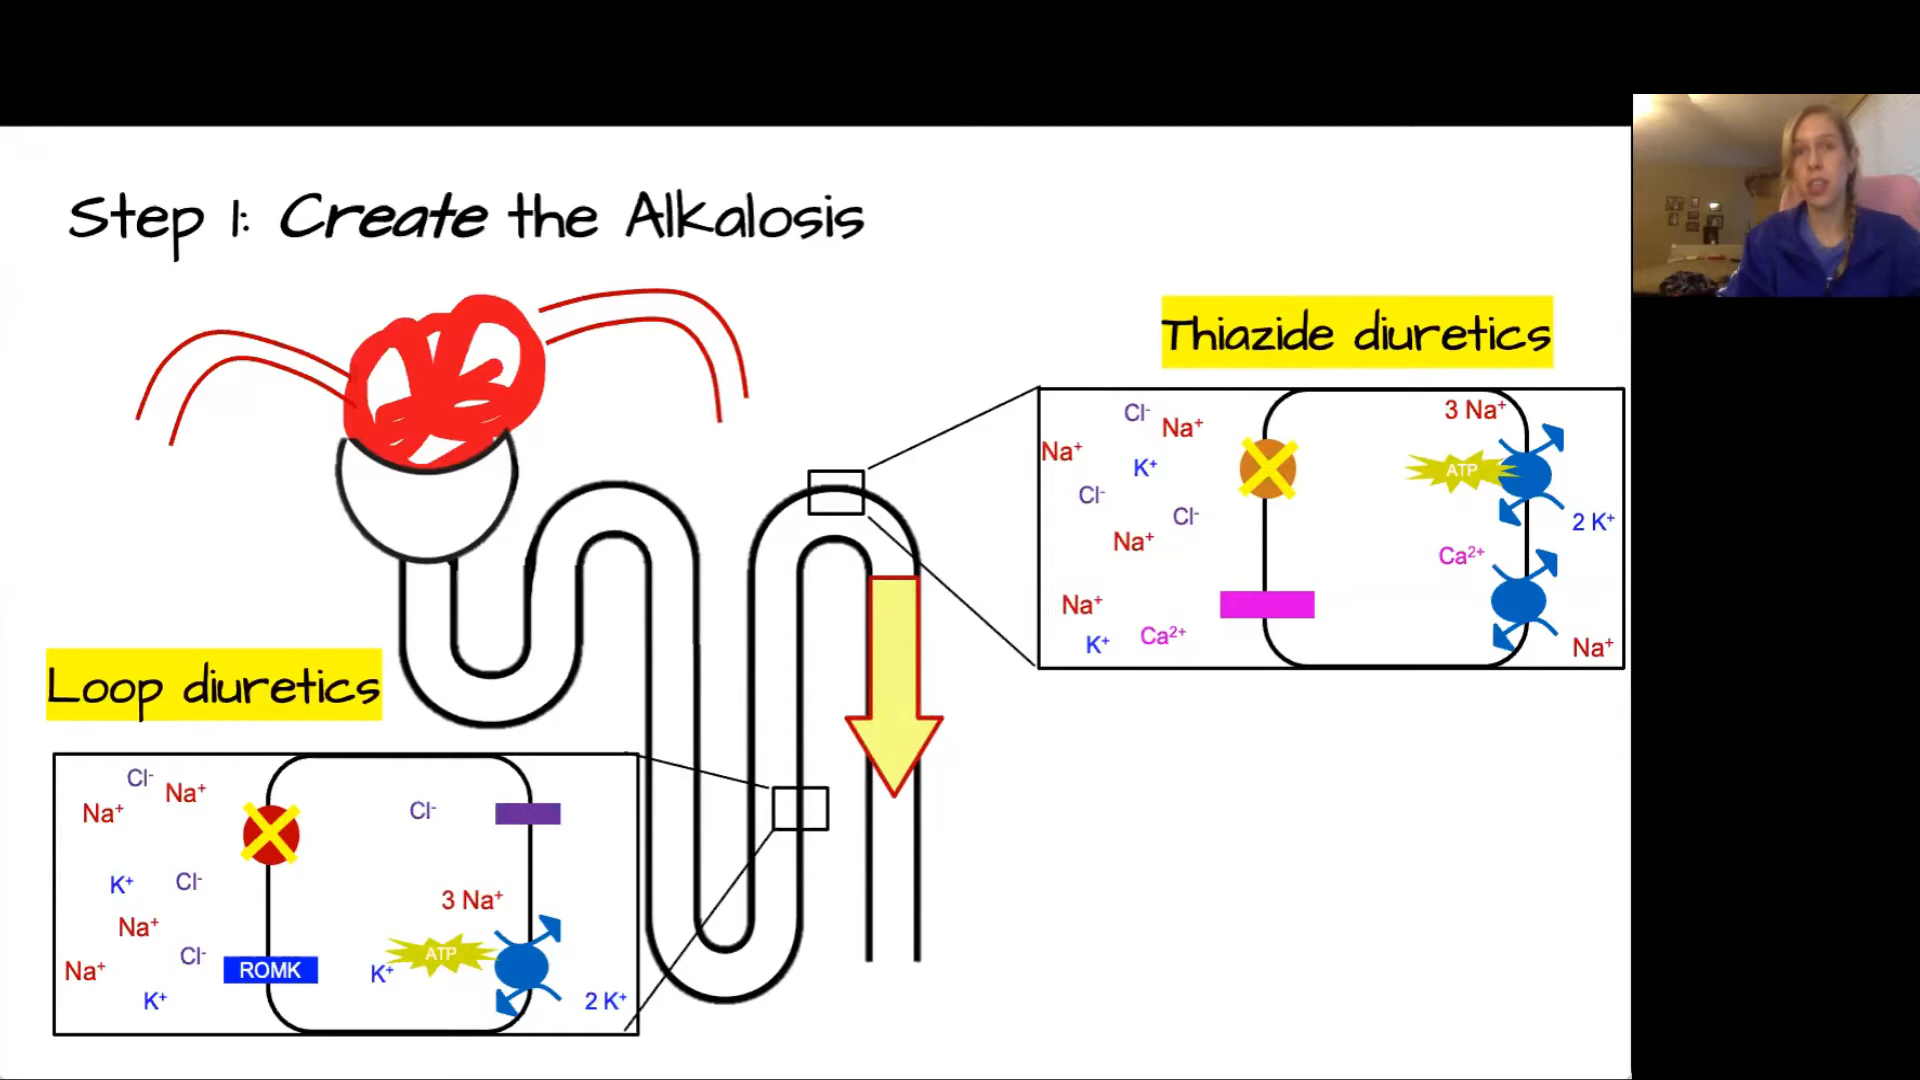 Step 1: Create the Alkalosis
Thiazide diuretics
Cl⁻
Na⁺
3 Na⁺
Na⁺
K⁺
ATP
Cl⁻
Cl⁻
2 K⁺
Na⁺
Ca²⁺
Na⁺
Ca²⁺
K⁺
Na⁺
Loop diuretics
Cl⁻
Na⁺
Na⁺
Cl⁻
K⁺
Cl⁻
3 Na⁺
Na⁺
Cl⁻
ATP
Na⁺
ROMK
K⁺
K⁺
2 K⁺